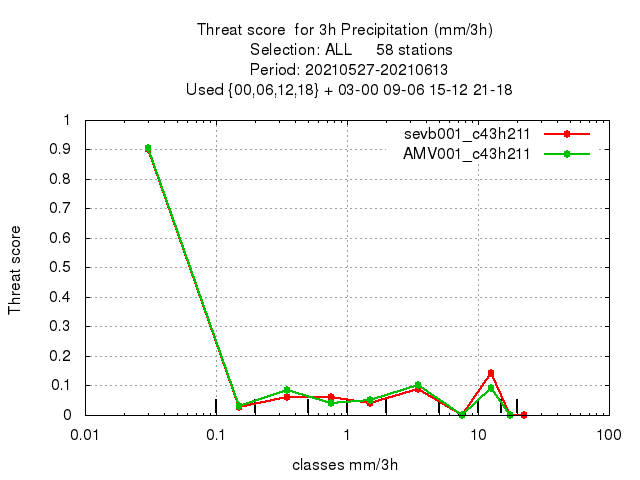 Threat score  for 3h Precipitation (mm/3h)
Selection: ALL     58 stations
Period: 20210527-20210613
Used {00,06,12,18} + 03-00 09-06 15-12 21-18
sevb001_c43h211
AMV001_c43h211
1
0.9
0.8
0.7
0.6
0.5
0.4
0.3
0.2
0.1
0
Threat score
0.01
0.1
1
10
100
classes mm/3h